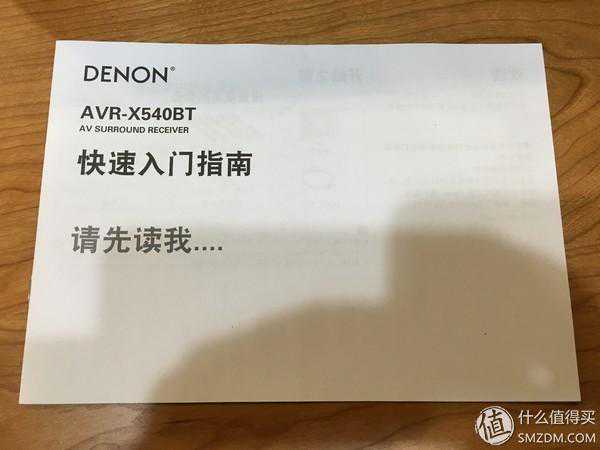 DENON®
AVR-X540BT
AV SURROUND RECEIVER
快速入门指南
请先读我....
值 什么值得买
SMZDM.COM